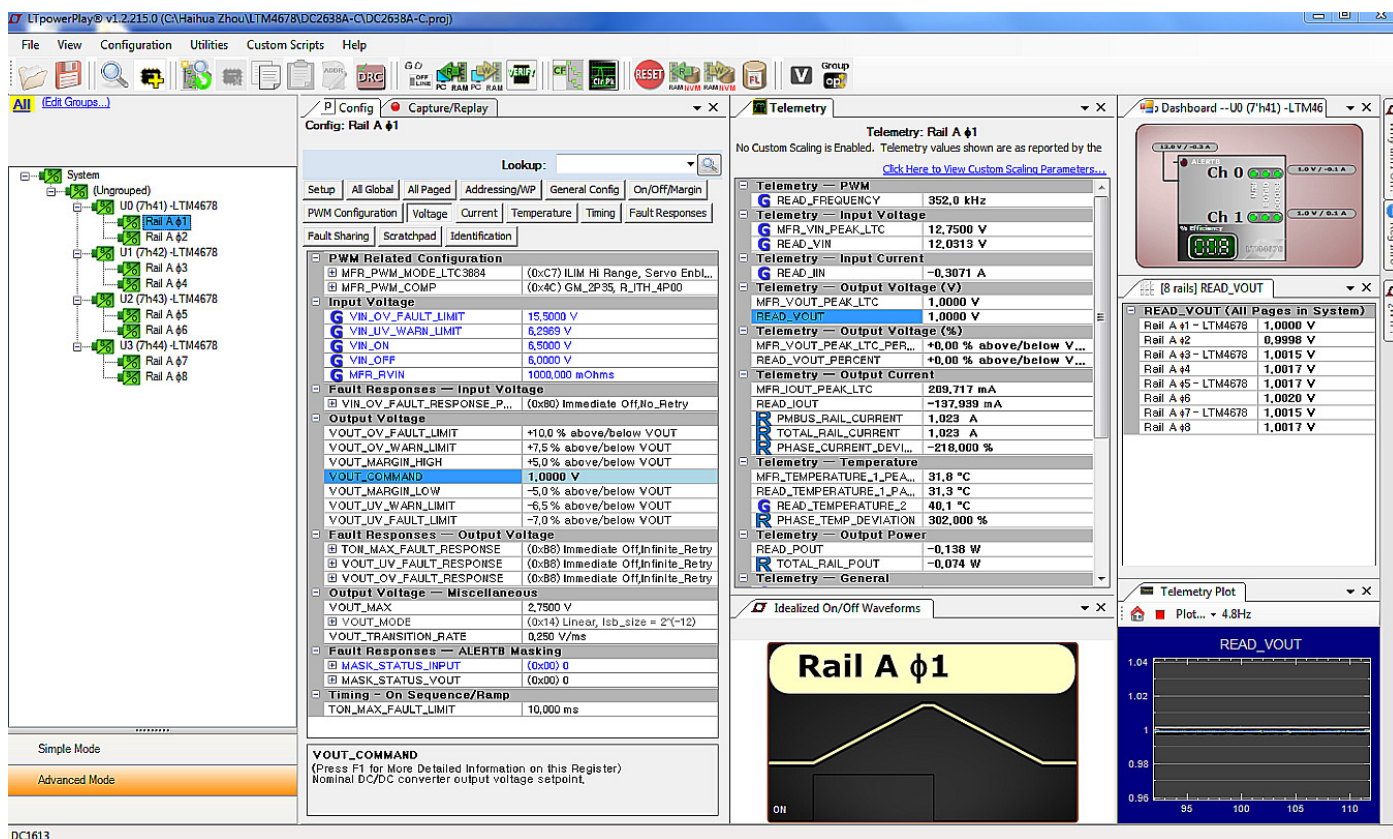 LTpowerPlay® v1.2.215.0 (C:\Haihua Zhou\LTM4678\DC2638A-C\DC2638A-C.proj)
File View Configuration Utilities Custom Scripts Help
All (Edit Groups...)
System
(Ungrouped)
U0 (7h41) -LTM4678
Rail A ϕ1
Rail A ϕ2
U1 (7h42) -LTM4678
Rail A ϕ3
Rail A ϕ4
U2 (7h43) -LTM4678
Rail A ϕ5
Rail A ϕ6
U3 (7h44) -LTM4678
Rail A ϕ7
Rail A ϕ8
Simple Mode
Advanced Mode
DC1613
Config Capture/Replay
Config: Rail A ϕ1
Lookup:
Setup All Global All Paged Addressing/WP General Config On/Off/Margin
PWM Configuration Voltage Current Temperature Timing Fault Responses
Fault Sharing Scratchpad Identification
PWM Related Configuration
MFR_PWM_MODE_LTC3884 (0xC7) ILIM Hi Range, Servo Enbl...
MFR_PWM_COMP (0x4C) GM_2P35, R_ITH_4P00
Input Voltage
G VIN_OV_FAULT_LIMIT 15,5000 V
G VIN_UV_WARN_LIMIT 6,2969 V
G VIN_ON 6,5000 V
G VIN_OFF 6,0000 V
G MFR_RVIN 1000,000 mOhms
Fault Responses — Input Voltage
VIN_OV_FAULT_RESPONSE_P... (0x80) Immediate Off,No_Retry
Output Voltage
VOUT_OV_FAULT_LIMIT +10,0 % above/below VOUT
VOUT_OV_WARN_LIMIT +7,5 % above/below VOUT
VOUT_MARGIN_HIGH +5,0 % above/below VOUT
VOUT_COMMAND 1,0000 V
VOUT_MARGIN_LOW -5,0 % above/below VOUT
VOUT_UV_WARN_LIMIT -6,5 % above/below VOUT
VOUT_UV_FAULT_LIMIT -7,0 % above/below VOUT
Fault Responses — Output Voltage
TON_MAX_FAULT_RESPONSE (0xB8) Immediate Off,Infinite_Retry
VOUT_UV_FAULT_RESPONSE (0xB8) Immediate Off,Infinite_Retry
VOUT_OV_FAULT_RESPONSE (0xB8) Immediate Off,Infinite_Retry
Output Voltage — Miscellaneous
VOUT_MAX 2,7500 V
VOUT_MODE (0x14) Linear, lsb_size = 2^(-12)
VOUT_TRANSITION_RATE 0,250 V/ms
Fault Responses — ALERTB Masking
MASK_STATUS_INPUT (0x00) 0
MASK_STATUS_VOUT (0x00) 0
Timing - On Sequence/Ramp
TON_MAX_FAULT_LIMIT 10,000 ms
VOUT_COMMAND
(Press F1 for More Detailed Information on this Register)
Nominal DC/DC converter output voltage setpoint.
Telemetry
Telemetry: Rail A ϕ1
No Custom Scaling is Enabled. Telemetry values shown are as reported by the
Click Here to View Custom Scaling Parameters...
Telemetry — PWM
G READ_FREQUENCY 352,0 kHz
Telemetry — Input Voltage
G MFR_VIN_PEAK_LTC 12,7500 V
G READ_VIN 12,0313 V
Telemetry — Input Current
G READ_IIN -0,3071 A
Telemetry — Output Voltage (V)
MFR_VOUT_PEAK_LTC 1,0000 V
READ_VOUT 1,0000 V
Telemetry — Output Voltage (%)
MFR_VOUT_PEAK_LTC_PER... +0,00 % above/below V...
READ_VOUT_PERCENT +0,00 % above/below V...
Telemetry — Output Current
MFR_IOUT_PEAK_LTC 209,717 mA
READ_IOUT -137,939 mA
R PMBUS_RAIL_CURRENT 1,023 A
R TOTAL_RAIL_CURRENT 1,023 A
R PHASE_CURRENT_DEVI... -218,000 %
Telemetry — Temperature
MFR_TEMPERATURE_1_PEA... 31,8 °C
READ_TEMPERATURE_1_PA... 31,3 °C
G READ_TEMPERATURE_2 40,1 °C
R PHASE_TEMP_DEVIATION 302,000 %
Telemetry — Output Power
READ_POUT -0,138 W
R TOTAL_RAIL_POUT -0,074 W
Telemetry — General
Idealized On/Off Waveforms
Rail A ϕ1
ON
Dashboard --U0 (7'h41) -LTM46
12.0 V / -0.3 A
ALERTB
Ch 0 1.0 V / -0.1 A
Ch 1 1.0 V / 0.1 A
% Efficiency
LTM4678
[8 rails] READ_VOUT
READ_VOUT (All Pages in System)
Rail A ϕ1 - LTM4678 1,0000 V
Rail A ϕ2 0,9998 V
Rail A ϕ3 - LTM4678 1,0015 V
Rail A ϕ4 1,0017 V
Rail A ϕ5 - LTM4678 1,0017 V
Rail A ϕ6 1,0020 V
Rail A ϕ7 - LTM4678 1,0015 V
Rail A ϕ8 1,0017 V
Telemetry Plot
Plot... 4.8Hz
READ_VOUT
1.04
1.02
1
0.98
0.96
95 100 105 110